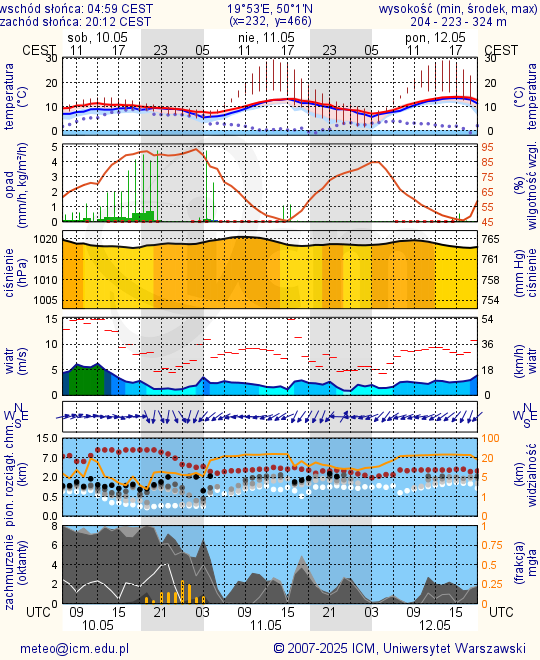 wschód słońca: 04:59 CEST 19°53'E, 50°1'N wysokość (min, środek, max)
zachód słońca: 20:12 CEST (x=232, y=466) 204 - 223 - 324 m
sob, 10.05 nie, 11.05 pon, 12.05
CEST 11 17 23 05 11 17 23 05 11 17 CEST
temperatura (°C) 30 20 10 0 30 20 10 0 (°C) temperatura
opad (mm/h, kg/m²/h) 5 4 3 2 1 0 95 85 75 65 55 45 (%) wilgotność wzgl.
ciśnienie (hPa) 1020 1015 1010 1005 765 761 758 754 (mm Hg) ciśnienie
wiatr (m/s) 15 10 5 0 54 36 18 0 (km/h) wiatr
N W E S N W E S
pion. rozciągł. chm. (km) 15.0 7.0 2.0 0.5 0.0 100 20 5 1 0 (km) widzialność
zachmurzenie (oktanty) 8 6 4 2 0 1 0.75 0.5 0.25 0 (frakcja) mgła
UTC 09 15 21 03 09 15 21 03 09 15 UTC
10.05 11.05 12.05
meteo@icm.edu.pl © 2007-2025 ICM, Uniwersytet Warszawski